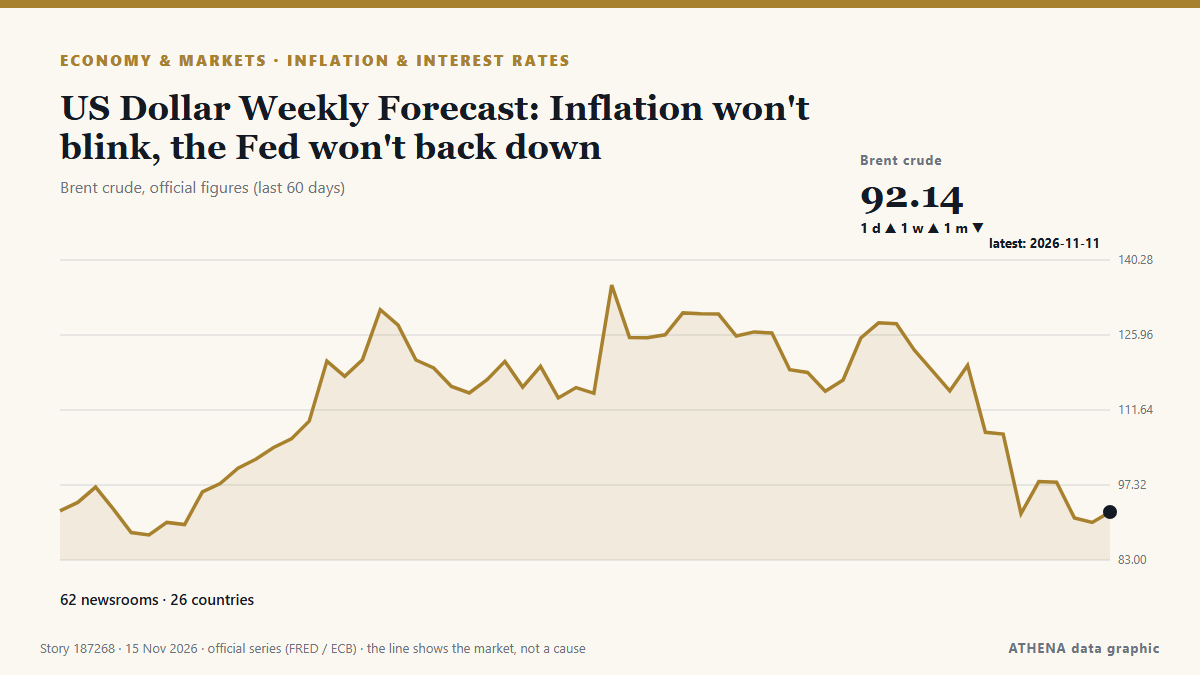 ECONOMY & MARKETS · INFLATION & INTEREST RATES
US Dollar Weekly Forecast: Inflation won't
blink, the Fed won't back down
Brent crude, official figures (last 60 days)
Brent crude
92.14
1 d ▲ 1 w ▲ 1 m ▼
latest: 2026-11-11
140.28
125.96
111.64
97.32
83.00
62 newsrooms · 26 countries
Story 187268 · 15 Nov 2026 · official series (FRED / ECB) · the line shows the market, not a cause
ATHENA data graphic